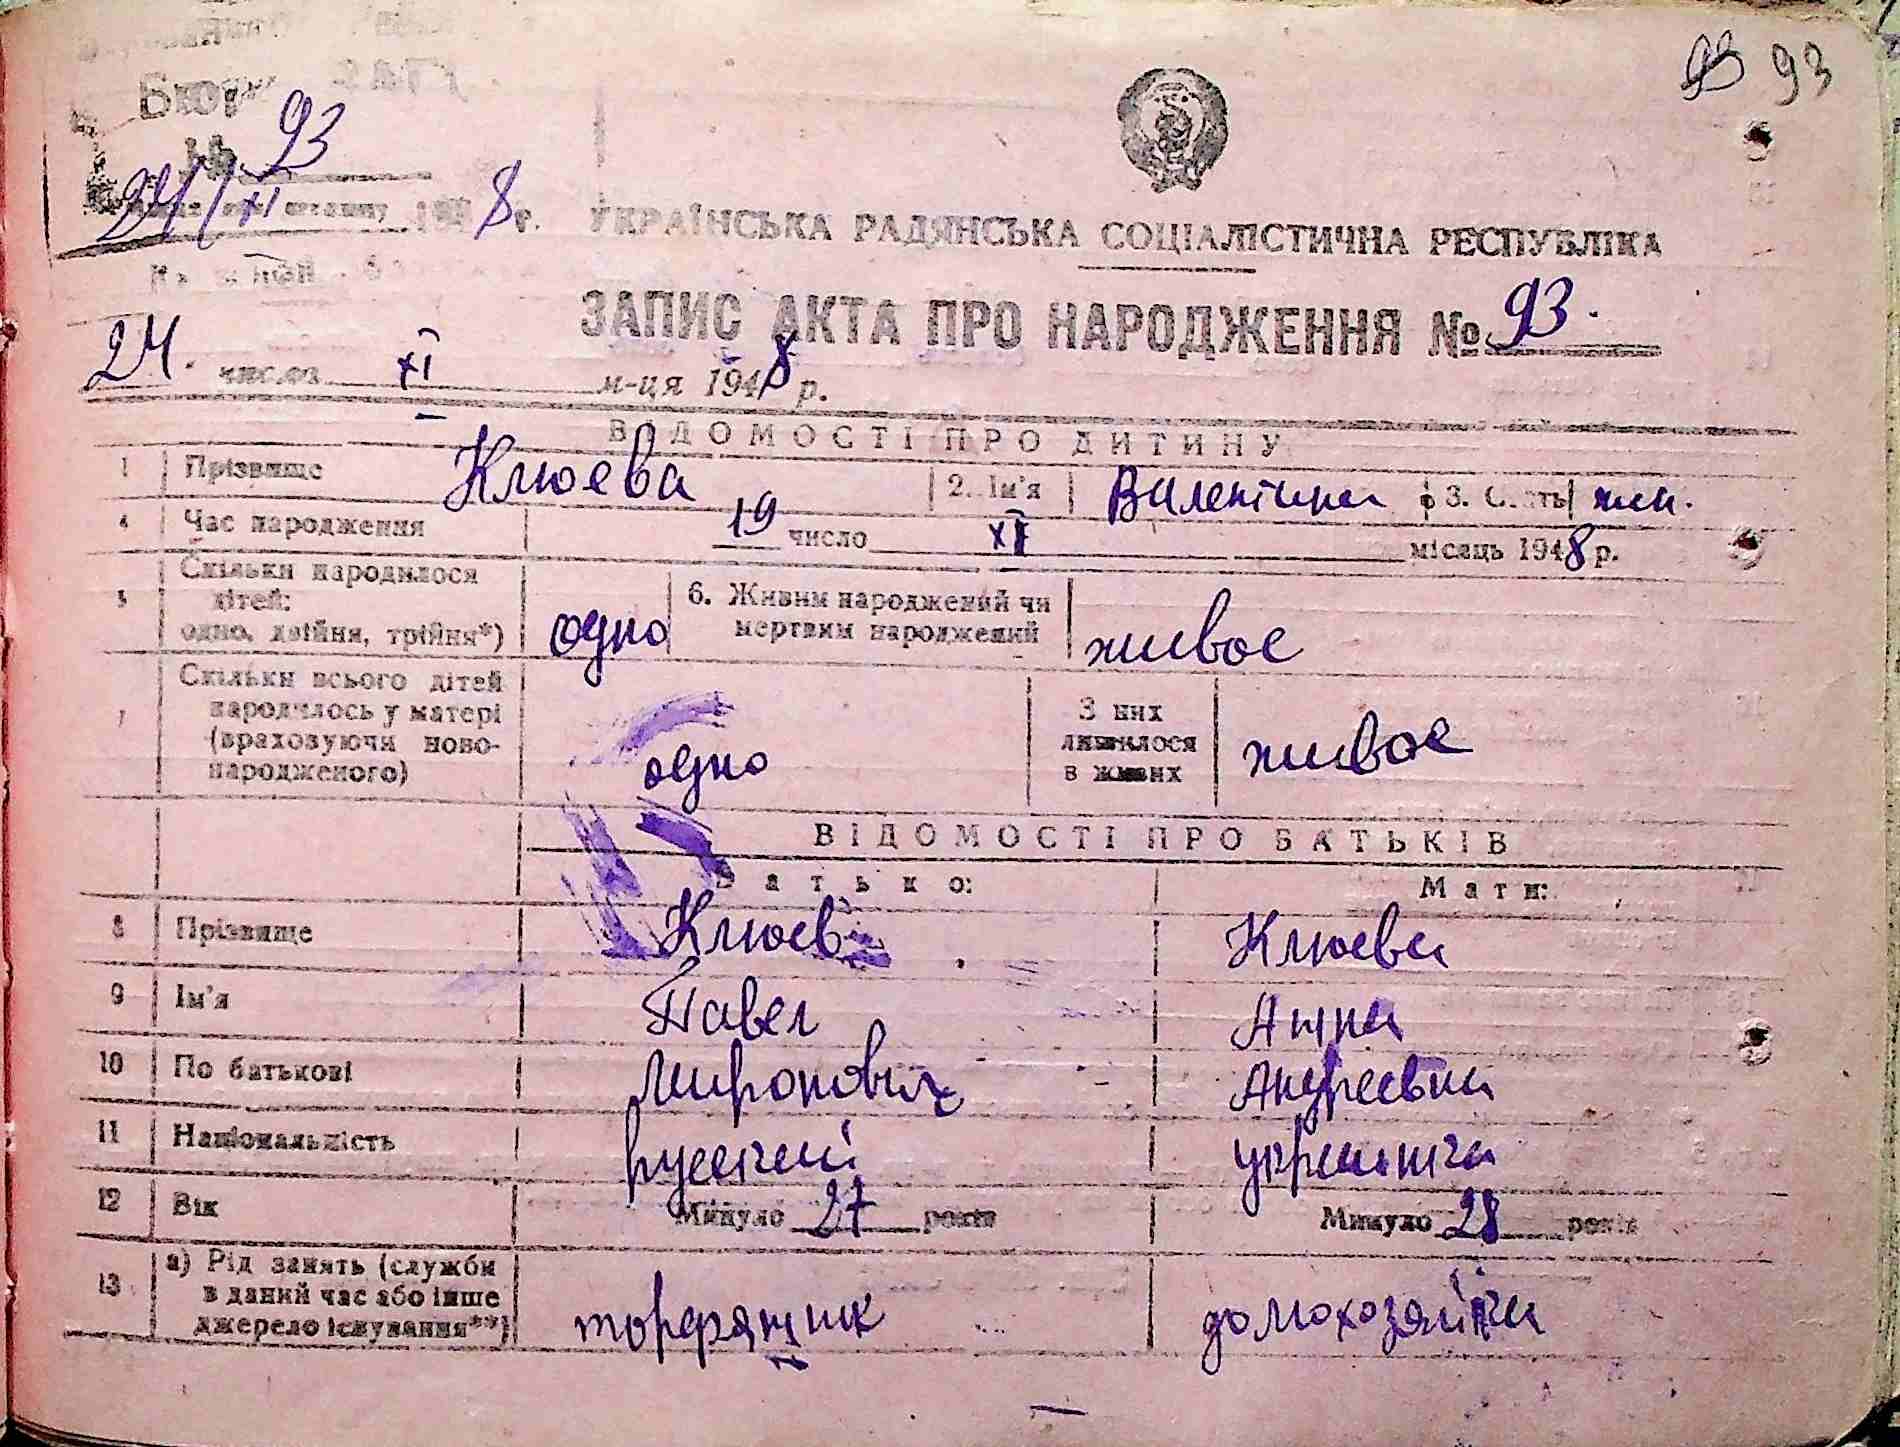 93 93
№ 93
24/XI 1948 р.
УКРАЇНСЬКА РАДЯНСЬКА СОЦІАЛІСТИЧНА РЕСПУБЛІКА
ЗАПИС АКТА ПРО НАРОДЖЕННЯ № 93.
24. числа XI м-ця 1948 р.
ВІДОМОСТІ ПРО ДИТИНУ
1 Прізвище Клюева 2. Ім'я Валентина 3. Стать жен.
4 Час народження 19 число XI місяць 1948 р.
5 Скільки народилося дітей: одно, двійня, трійня*) одно 6. Живим народжений чи мертвим народжений живое
7 Скільки всього дітей народилось у матері (враховуючи новонародженого) одно З них лишилося в живих живое
ВІДОМОСТІ ПРО БАТЬКІВ
Батько: Мати:
8 Прізвище Клюев Клюева
9 Ім'я Павел Анна
10 По батькові Миронович Андреевна
11 Національність русский украинка
12 Вік Минуло 27 років Минуло 28 років
13 а) Рід занять (служби
в даний час або інше
джерело існування**) торфянщик домохозяйка